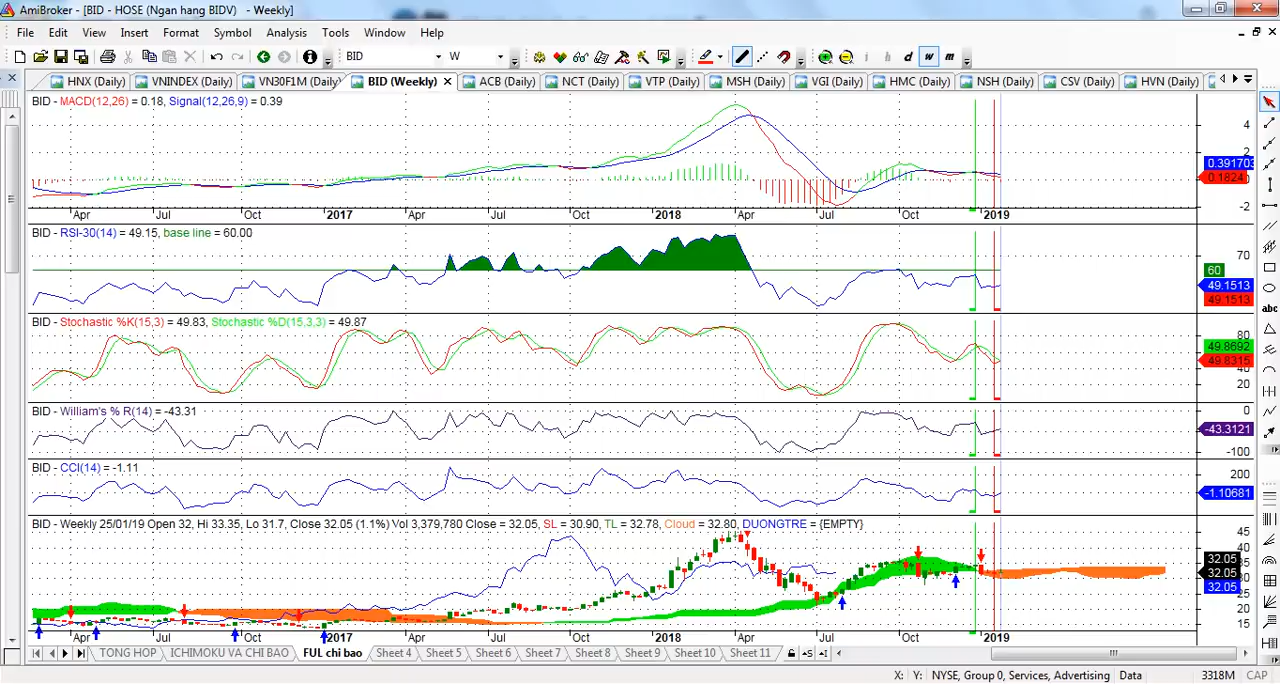 AmiBroker - [BID - HOSE (Ngan hang BIDV) - Weekly]
File Edit View Insert Format Symbol Analysis Tools Window Help
BID W i h d w m
HNX (Daily) VNINDEX (Daily) VN30F1M (Daily) BID (Weekly) ACB (Daily) NCT (Daily) VTP (Daily) MSH (Daily) VGI (Daily) HMC (Daily) NSH (Daily) CSV (Daily) HVN (Daily)
BID - MACD(12,26) = 0.18, Signal(12,26,9) = 0.39
4
2
0.391703
0.1824
-2
Apr Jul Oct 2017 Apr Jul Oct 2018 Apr Jul Oct 2019
BID - RSI-30(14) = 49.15, base line = 60.00
70
60
49.1513
49.1513
BID - Stochastic %K(15,3) = 49.83, Stochastic %D(15,3,3) = 49.87
80
49.8692
49.8315
40
20
BID - William's % R(14) = -43.31
0
-43.3121
-100
BID - CCI(14) = -1.11
200
-1.10681
BID - Weekly 25/01/19 Open 32, Hi 33.35, Lo 31.7, Close 32.05 (1.1%) Vol 3,379,780 Close = 32.05, SL = 30.90, TL = 32.78, Cloud = 32.80, DUONGTRE = {EMPTY}
45
40
32.05
32.05
32.05
20
15
Apr Jul Oct 2017 Apr Jul Oct 2018 Apr Jul Oct 2019
TONG HOP ICHIMOKU VA CHI BAO FUL chi bao Sheet 4 Sheet 5 Sheet 6 Sheet 7 Sheet 8 Sheet 9 Sheet 10 Sheet 11
X: Y: NYSE, Group 0, Services, Advertising Data 3318M CAP
abc